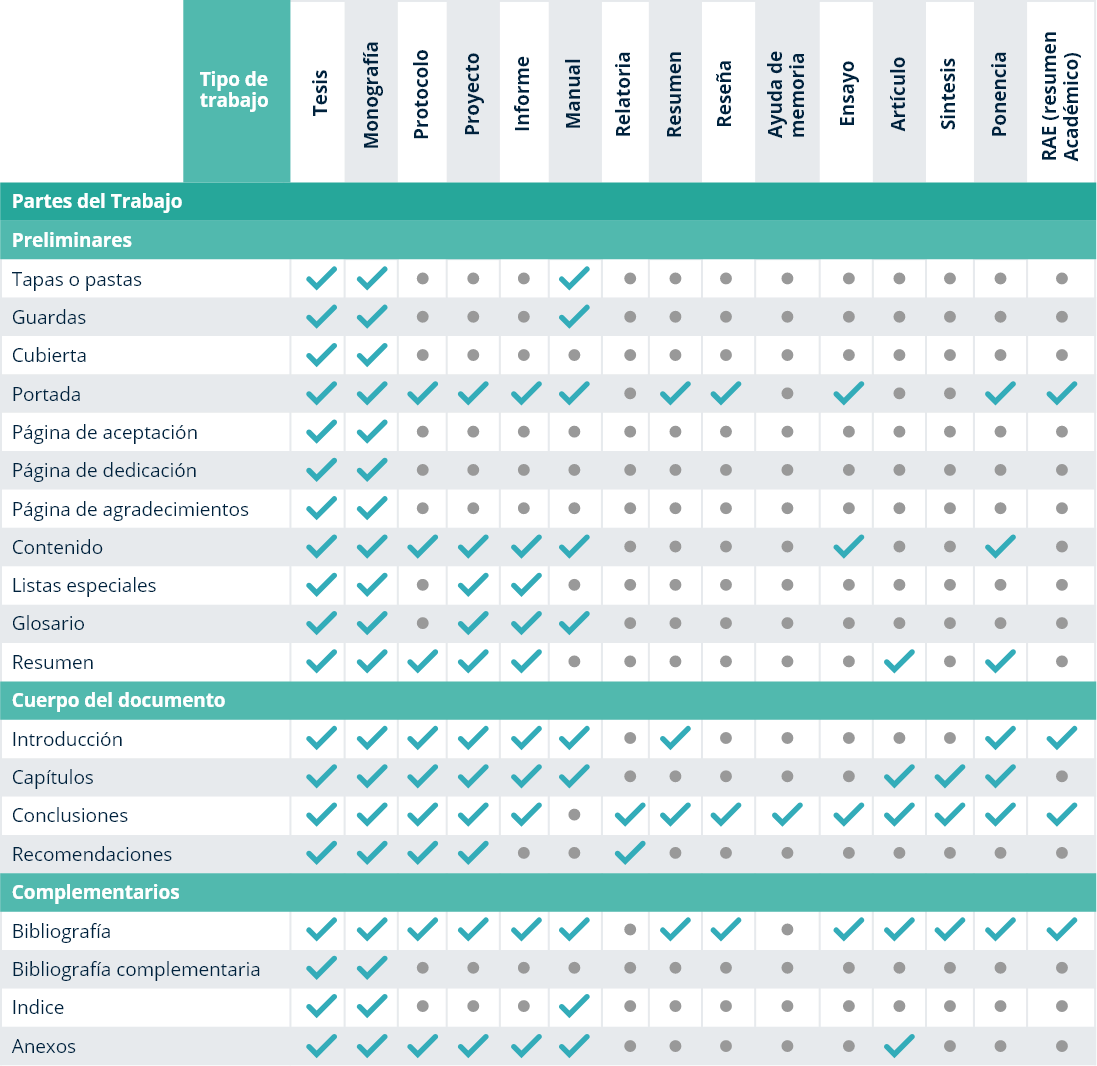 Tipo de
trabajo
Tesis
Monografía
Protocolo
Proyecto
Informe
Manual
Relatoria
Resumen
Reseña
Ayuda de
memoria
Ensayo
Artículo
Sintesis
Ponencia
RAE (resumen
Académico)
Partes del Trabajo
Preliminares
Tapas o pastas
Guardas
Cubierta
Portada
Página de aceptación
Página de dedicación
Página de agradecimientos
Contenido
Listas especiales
Glosario
Resumen
Cuerpo del documento
Introducción
Capítulos
Conclusiones
Recomendaciones
Complementarios
Bibliografía
Bibliografía complementaria
Indice
Anexos